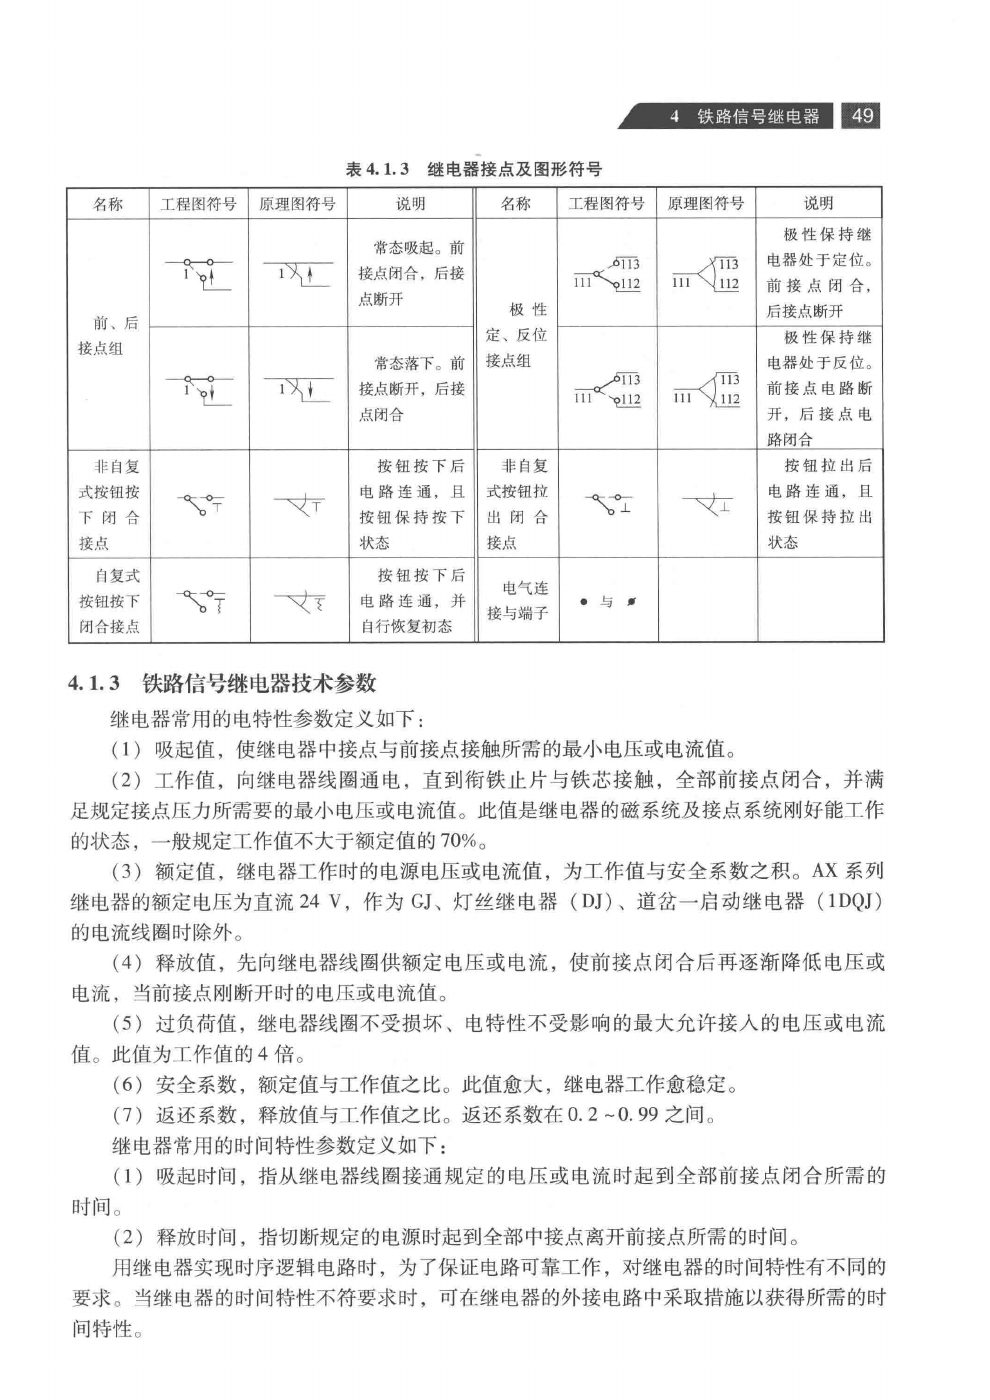 4 铁路信号继电器 49
表 4.1.3 继电器接点及图形符号
名称 工程图符号 原理图符号 说明 名称 工程图符号 原理图符号 说明
前、后
接点组
1
1
常态吸起。前
接点闭合，后接
点断开
1
1
常态落下。前
接点断开，后接
点闭合
极性
定、反位
接点组
111 113 112
111 113 112
极性保持继
电器处于定位。
前接点闭合，
后接点断开
111 113 112
111 113 112
极性保持继
电器处于反位。
前接点电路断
开，后接点电
路闭合
非自复
式按钮按
下闭合
接点
按钮按下后
电路连通，且
按钮保持按下
状态
非自复
式按钮拉
出闭合
接点
按钮拉出后
电路连通，且
按钮保持拉出
状态
自复式
按钮按下
闭合接点
按钮按下后
电路连通，并
自行恢复初态
电气连
接与端子
与
4.1.3 铁路信号继电器技术参数
继电器常用的电特性参数定义如下：
（1）吸起值，使继电器中接点与前接点接触所需的最小电压或电流值。
（2）工作值，向继电器线圈通电，直到衔铁止片与铁芯接触，全部前接点闭合，并满
足规定接点压力所需要的最小电压或电流值。此值是继电器的磁系统及接点系统刚好能工作
的状态，一般规定工作值不大于额定值的 70%。
（3）额定值，继电器工作时的电源电压或电流值，为工作值与安全系数之积。AX 系列
继电器的额定电压为直流 24 V，作为 GJ、灯丝继电器（DJ）、道岔一启动继电器（1DQJ）
的电流线圈时除外。
（4）释放值，先向继电器线圈供额定电压或电流，使前接点闭合后再逐渐降低电压或
电流，当前接点刚断开时的电压或电流值。
（5）过负荷值，继电器线圈不受损坏、电特性不受影响的最大允许接入的电压或电流
值。此值为工作值的 4 倍。
（6）安全系数，额定值与工作值之比。此值愈大，继电器工作愈稳定。
（7）返还系数，释放值与工作值之比。返还系数在 0.2 ~ 0.99 之间。
继电器常用的时间特性参数定义如下：
（1）吸起时间，指从继电器线圈接通规定的电压或电流时起到全部前接点闭合所需的
时间。
（2）释放时间，指切断规定的电源时起到全部中接点离开前接点所需的时间。
用继电器实现时序逻辑电路时，为了保证电路可靠工作，对继电器的时间特性有不同的
要求。当继电器的时间特性不符要求时，可在继电器的外接电路中采取措施以获得所需的时
间特性。